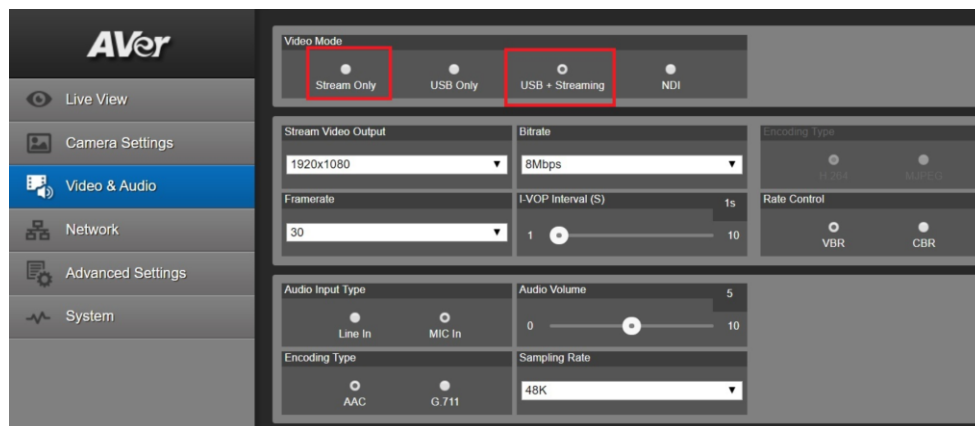 AVer
Live View
Camera Settings
Video & Audio
Network
Advanced Settings
System
Video Mode
Stream Only USB Only USB + Streaming NDI
Stream Video Output Bitrate Encoding Type
1920x1080 8Mbps H.264 MJPEG
Framerate I-VOP Interval (S) 1s Rate Control
30 1 10 VBR CBR
Audio Input Type Audio Volume 5
Line In MIC In 0 10
Encoding Type Sampling Rate
AAC G.711 48K